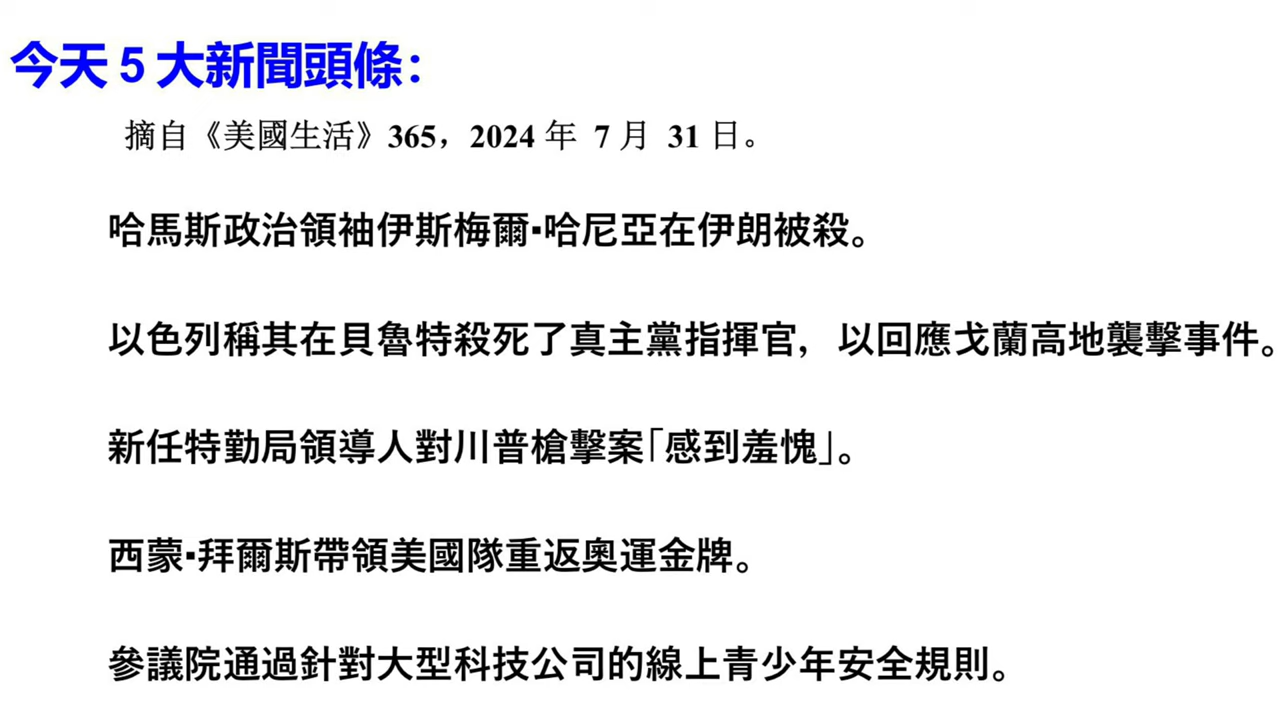 今天 5 大新聞頭條：
摘自《美國生活》365，2024 年 7 月 31 日。
哈馬斯政治領袖伊斯梅爾▪哈尼亞在伊朗被殺。
以色列稱其在貝魯特殺死了真主黨指揮官，以回應戈蘭高地襲擊事件。
新任特勤局領導人對川普槍擊案「感到羞愧」。
西蒙▪拜爾斯帶領美國隊重返奧運金牌。
參議院通過針對大型科技公司的線上青少年安全規則。